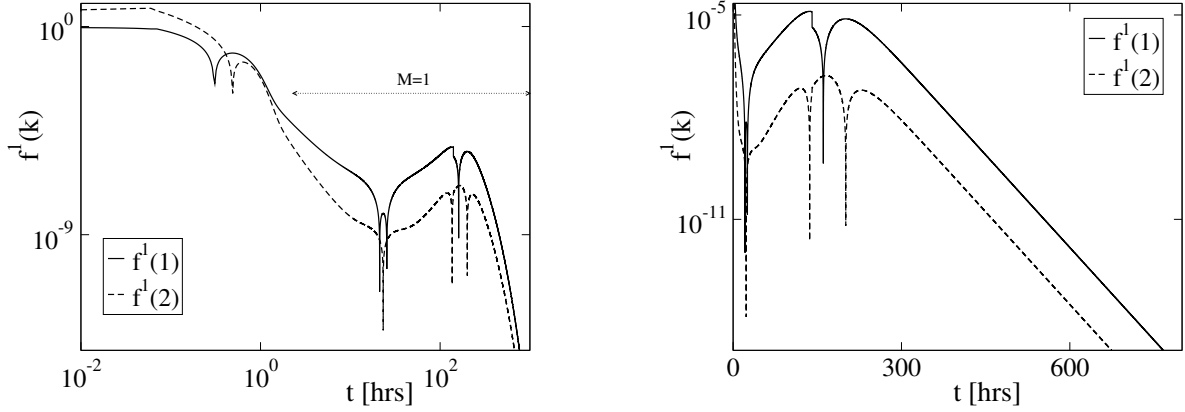 10^0
M=1
f^1(k)
10^-9
f^1(1)
f^1(2)
10^-2
10^0
10^2
t [hrs]
10^-5
f^1(1)
f^1(2)
f^1(k)
10^-11
0
300
600
t [hrs]